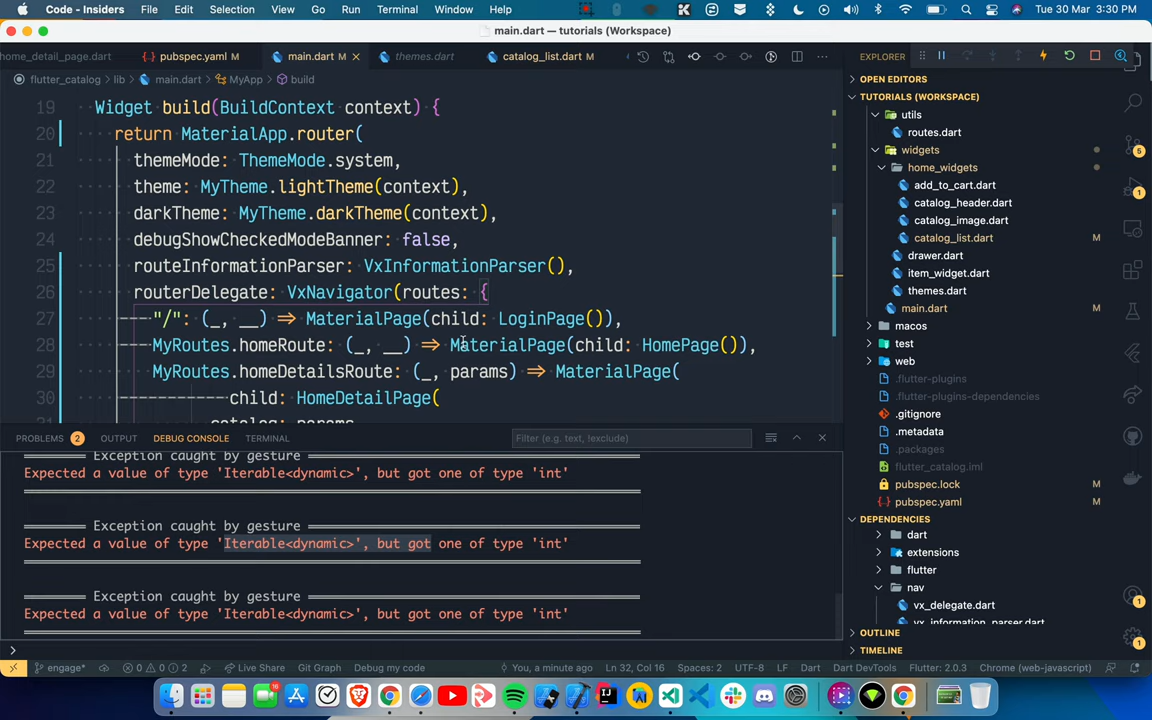 Code - Insiders File Edit Selection View Go Run Terminal Window Help Tue 30 Mar 3:30 PM
main.dart — tutorials (Workspace)
home_detail_page.dart pubspec.yaml M main.dart M themes.dart catalog_list.dart M
EXPLORER
flutter_catalog > lib > main.dart > MyApp > build
OPEN EDITORS
TUTORIALS (WORKSPACE)
utils
routes.dart
widgets
home_widgets
add_to_cart.dart
catalog_header.dart
catalog_image.dart
catalog_list.dart M
drawer.dart
item_widget.dart
themes.dart
main.dart M
macos
test
web
.flutter-plugins
.flutter-plugins-dependencies
.gitignore
.metadata
.packages
flutter_catalog.iml
pubspec.lock M
pubspec.yaml M
DEPENDENCIES
dart
extensions
flutter
nav
vx_delegate.dart
vx_information_parser.dart
OUTLINE
TIMELINE
19 Widget build(BuildContext context) {
20 return MaterialApp.router(
21 themeMode: ThemeMode.system,
22 theme: MyTheme.lightTheme(context),
23 darkTheme: MyTheme.darkTheme(context),
24 debugShowCheckedModeBanner: false,
25 routeInformationParser: VxInformationParser(),
26 routerDelegate: VxNavigator(routes: {
27 "/": (_, __) => MaterialPage(child: LoginPage()),
28 MyRoutes.homeRoute: (_, __) => MaterialPage(child: HomePage()),
29 MyRoutes.homeDetailsRoute: (_, params) => MaterialPage(
30 child: HomeDetailPage(
31 catalog: params
PROBLEMS 2 OUTPUT DEBUG CONSOLE TERMINAL Filter (e.g. text, !exclude)
Exception caught by gesture
Expected a value of type 'Iterable<dynamic>', but got one of type 'int'
Exception caught by gesture
Expected a value of type 'Iterable<dynamic>', but got one of type 'int'
Exception caught by gesture
Expected a value of type 'Iterable<dynamic>', but got one of type 'int'
engage* 0 0 2 Live Share Git Graph Debug my code You, a minute ago Ln 32, Col 16 Spaces: 2 UTF-8 LF Dart Dart DevTools Flutter: 2.0.3 Chrome (web-javascript)